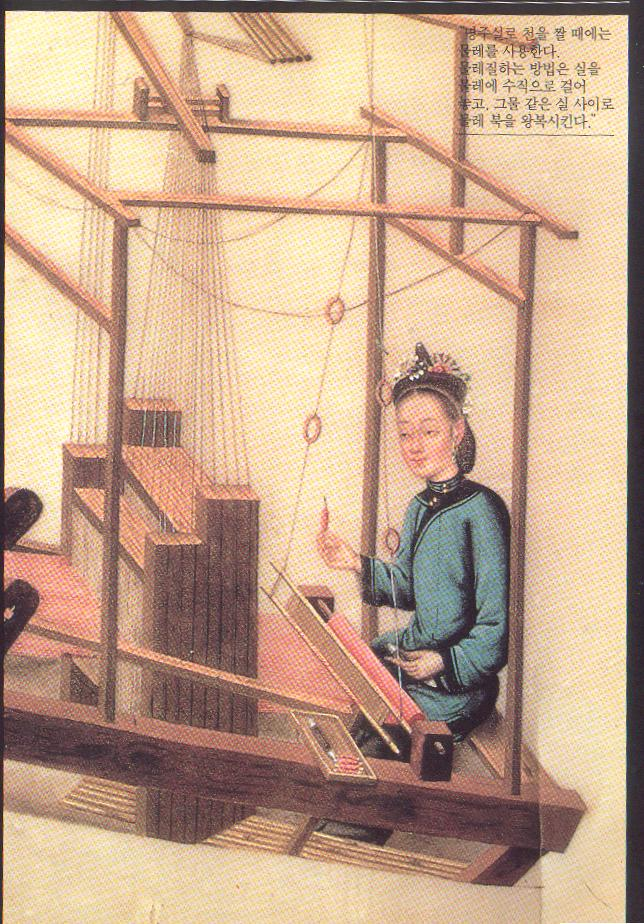 "명주실로 천을 짤 때에는
물레를 사용한다.
물레질하는 방법은 실을
물레에 수직으로 걸어
놓고, 그물 같은 실 사이로
물레 북을 왕복시킨다."